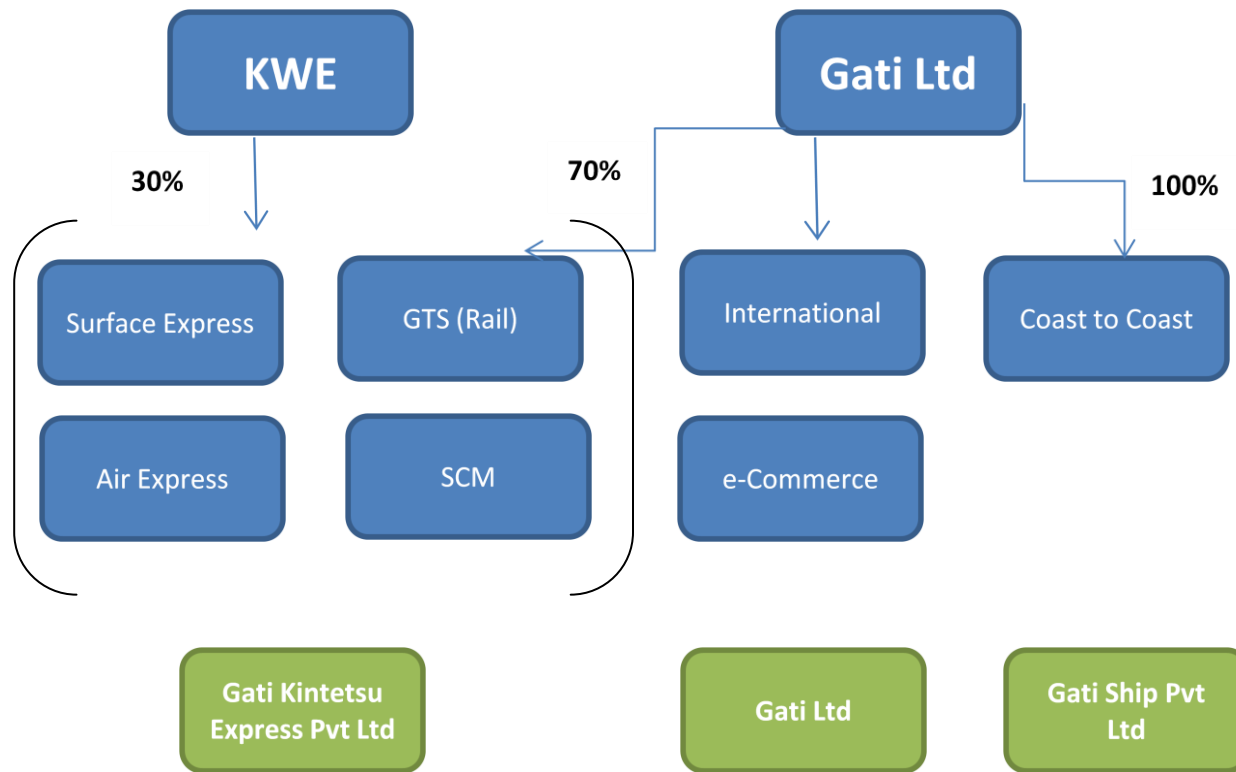 KWE
Gati Ltd
30%
70%
100%
Surface Express
GTS (Rail)
International
Coast to Coast
Air Express
SCM
e-Commerce
Gati Kintetsu
Express Pvt Ltd
Gati Ltd
Gati Ship Pvt
Ltd